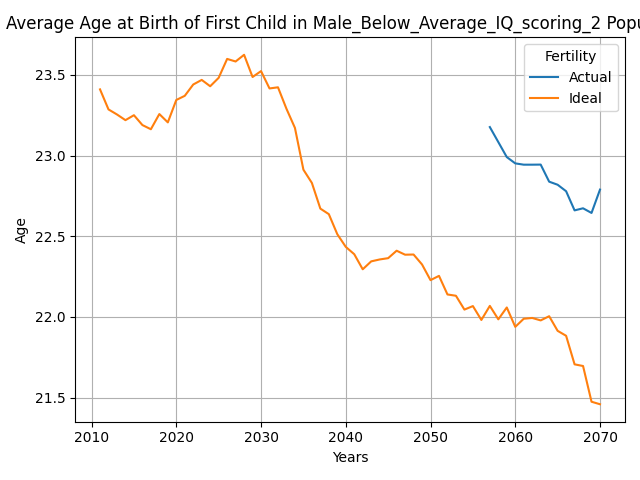 Average Age at Birth of First Child in Male_Below_Average_IQ_scoring_2 Popu
Fertility
Actual
Ideal
23.5
23.0
22.5
22.0
21.5
Age
2010 2020 2030 2040 2050 2060 2070
Years